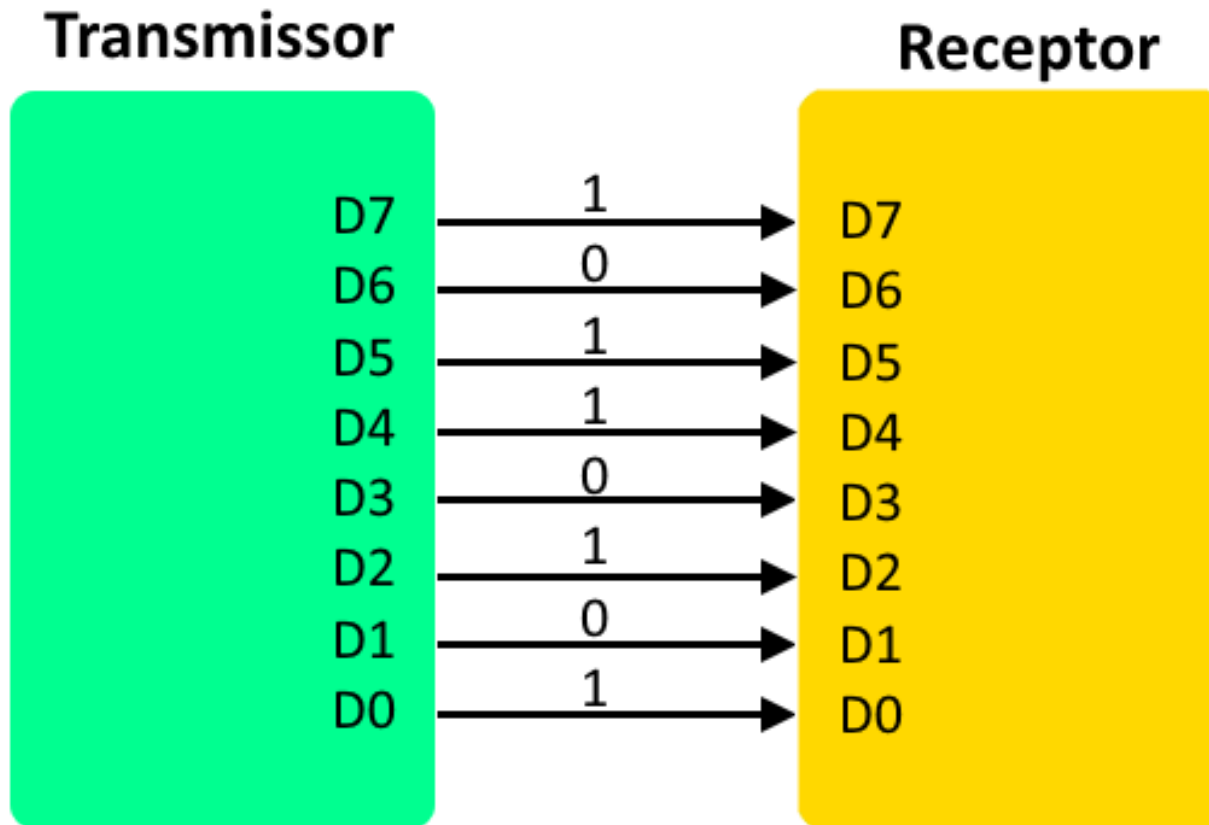 Transmissor Receptor
D7 1 D7
D6 0 D6
D5 1 D5
D4 1 D4
D3 0 D3
D2 1 D2
D1 0 D1
D0 1 D0